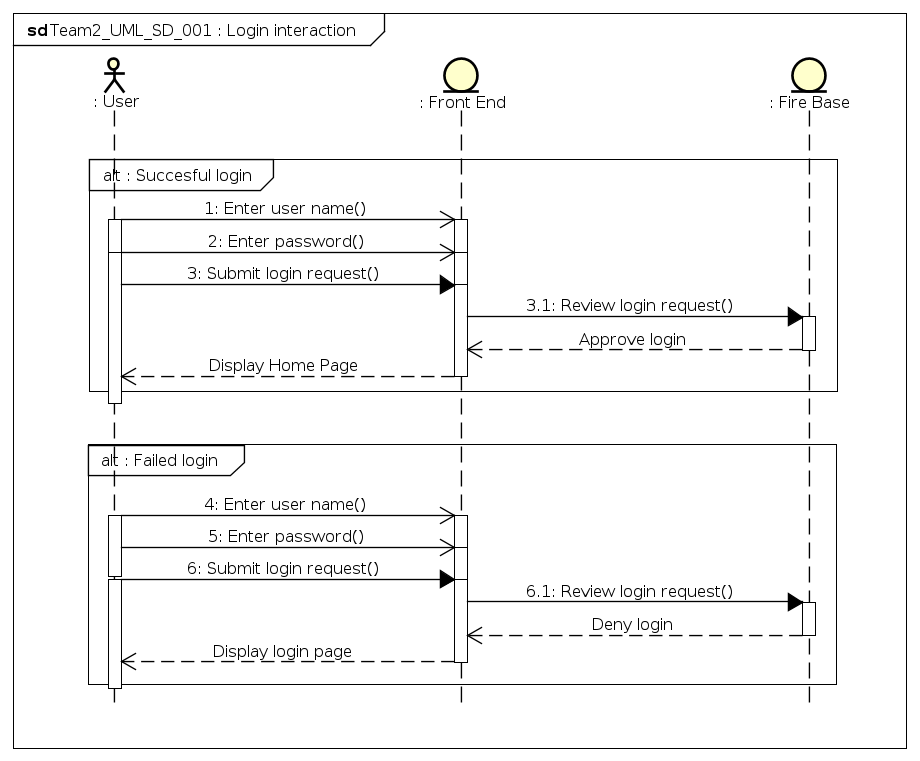 sd Team2_UML_SD_001 : Login interaction
: User
: Front End
: Fire Base
alt : Succesful login
1: Enter user name()
2: Enter password()
3: Submit login request()
3.1: Review login request()
Approve login
Display Home Page
alt : Failed login
4: Enter user name()
5: Enter password()
6: Submit login request()
6.1: Review login request()
Deny login
Display login page